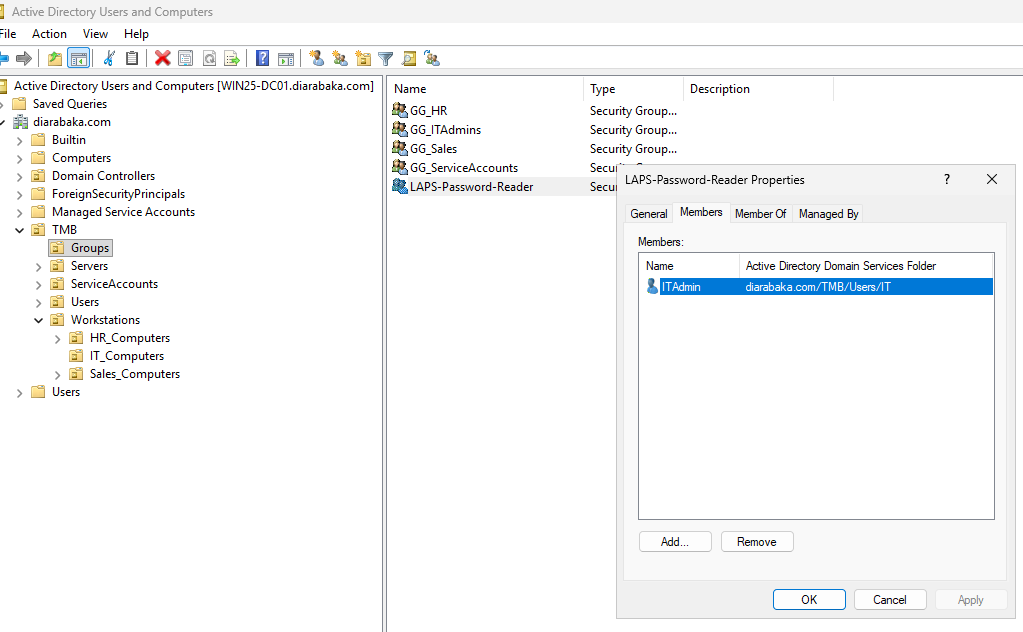 Active Directory Users and Computers
File Action View Help
Active Directory Users and Computers [WIN25-DC01.diarabaka.com]
Saved Queries
diarabaka.com
Builtin
Computers
Domain Controllers
ForeignSecurityPrincipals
Managed Service Accounts
TMB
Groups
Servers
ServiceAccounts
Users
Workstations
HR_Computers
IT_Computers
Sales_Computers
Users
Name Type Description
GG_HR Security Group...
GG_ITAdmins Security Group...
GG_Sales Security Group...
GG_ServiceAccounts
LAPS-Password-Reader
LAPS-Password-Reader Properties ?
General Members Member Of Managed By
Members:
Name Active Directory Domain Services Folder
ITAdmin diarabaka.com/TMB/Users/IT
Add... Remove
OK Cancel Apply